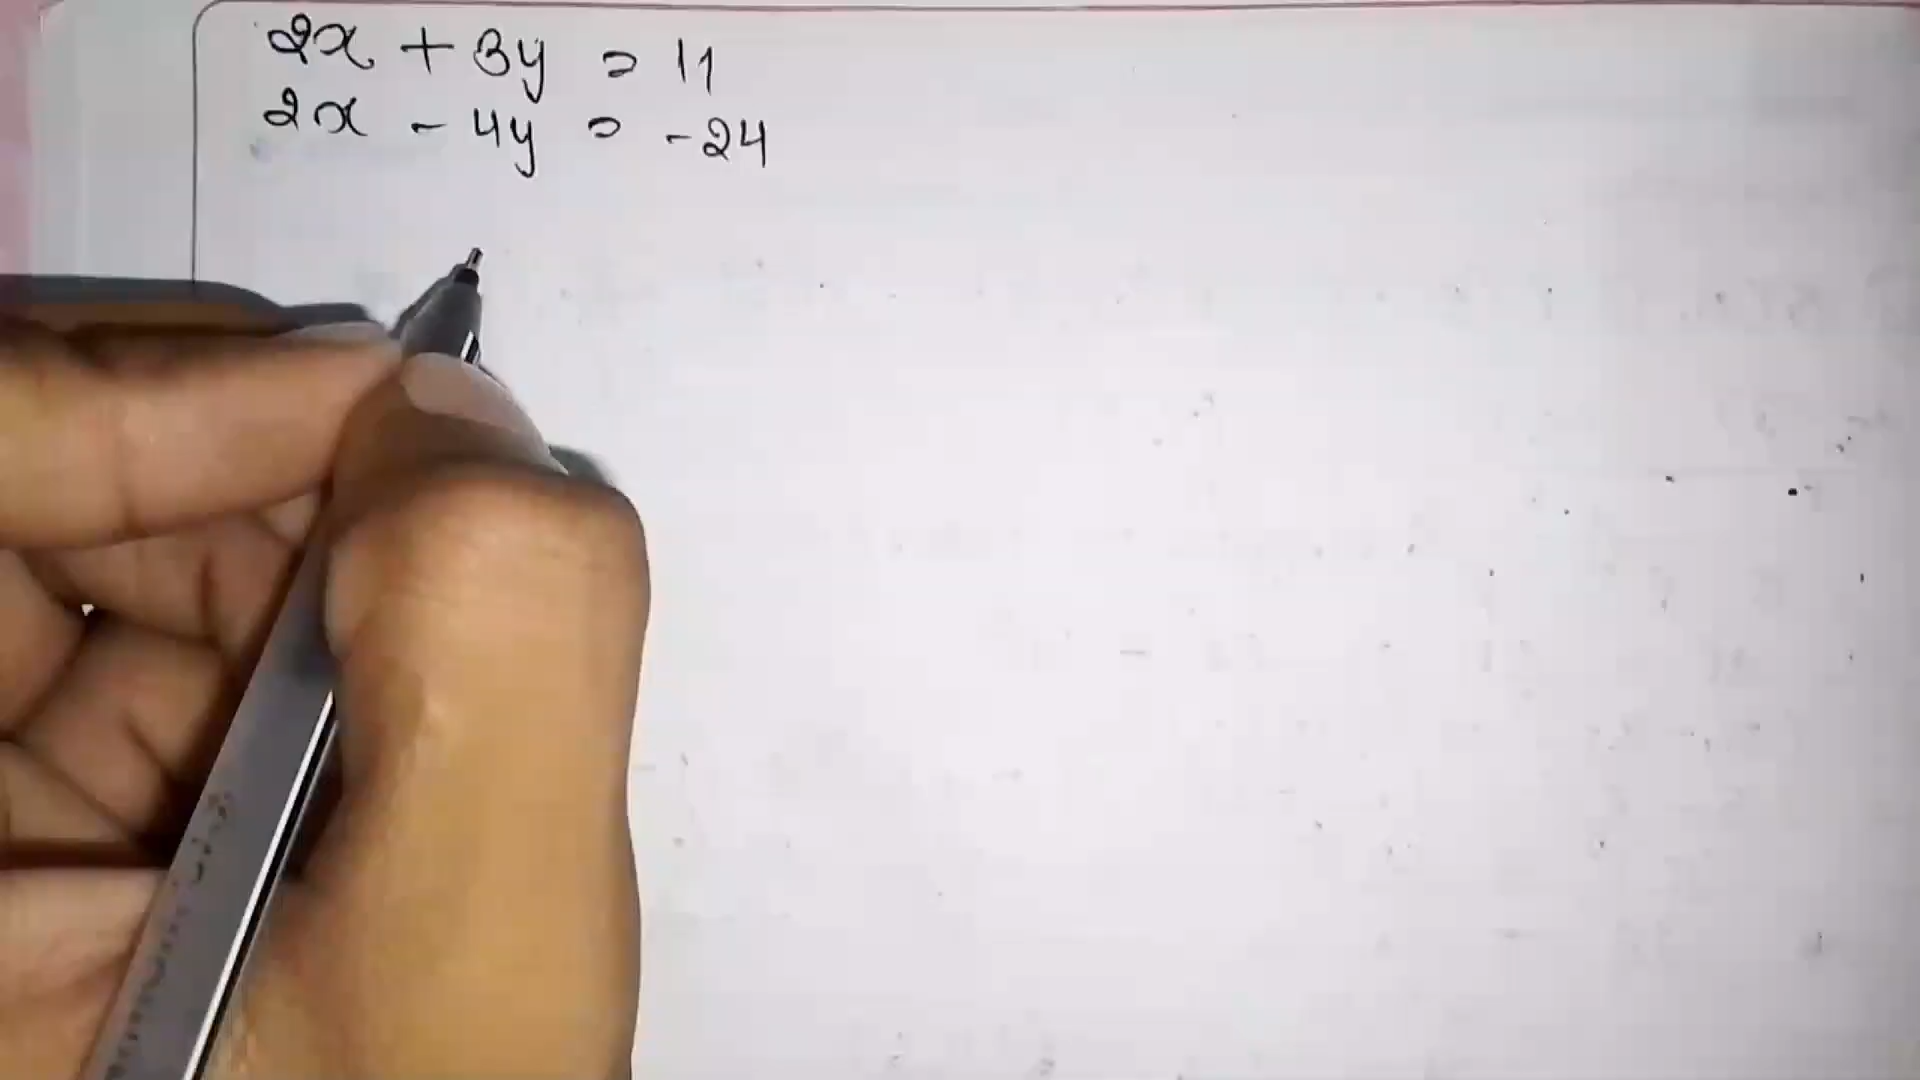 2x + 3y = 11
2x - 4y = -24